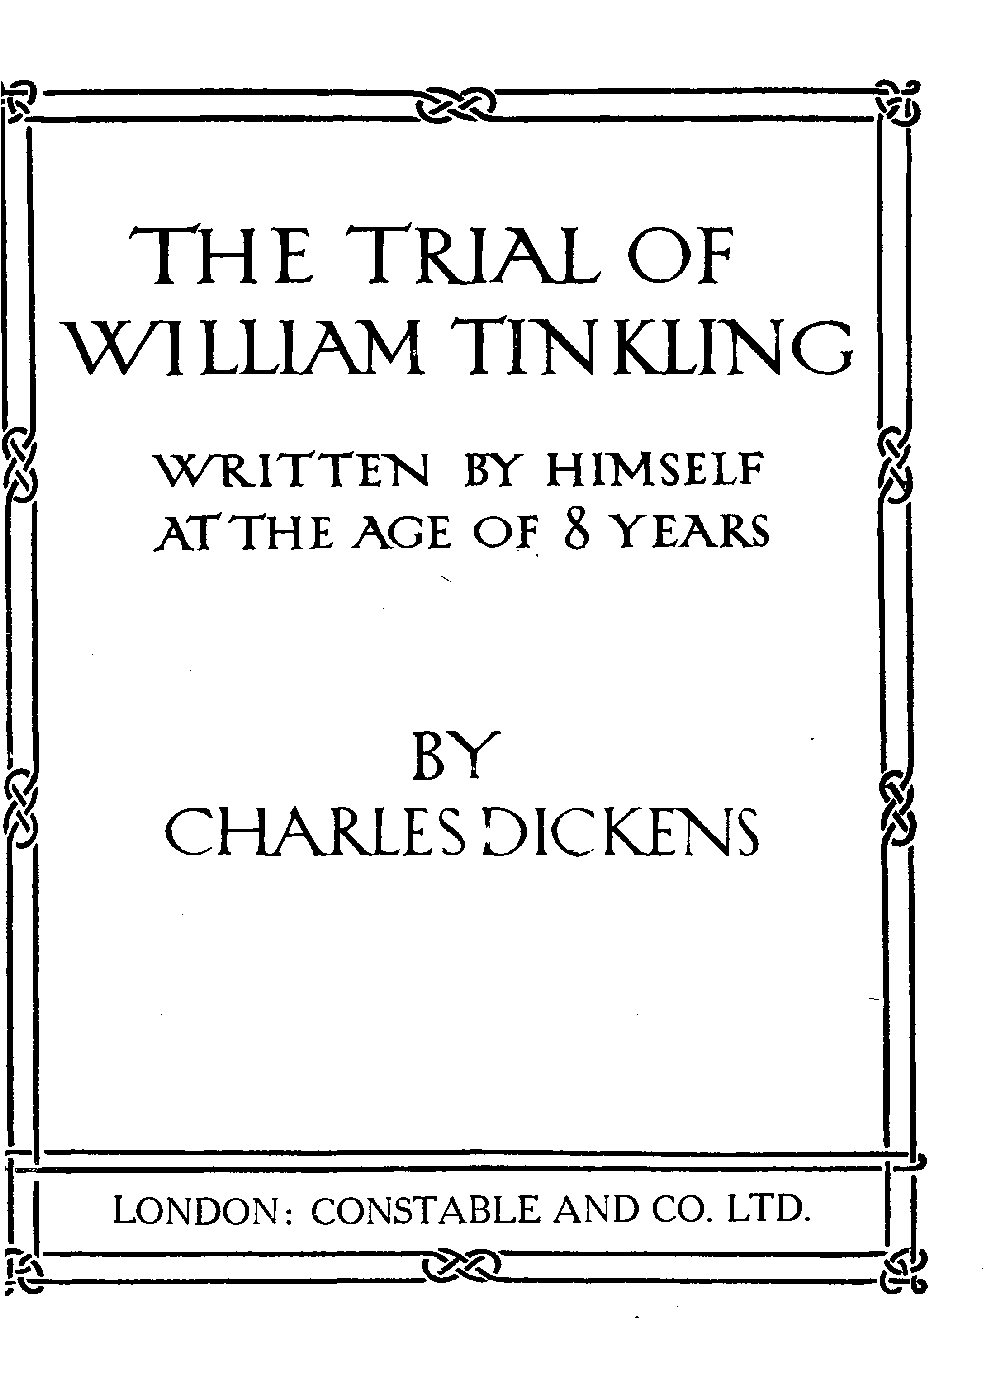 THE TRIAL OF
WILLIAM TINKLING
WRITTEN BY HIMSELF
AT THE AGE OF 8 YEARS
BY
CHARLES DICKENS
LONDON: CONSTABLE AND CO. LTD.